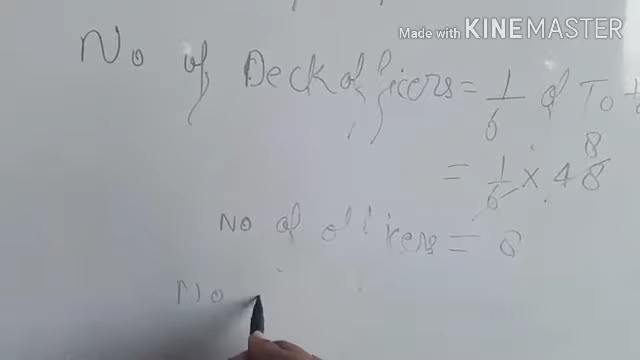 Made with KINEMASTER
No of Deck officers = 1/6 of To
= 1/6 × 48 8
No of officers = 8
No